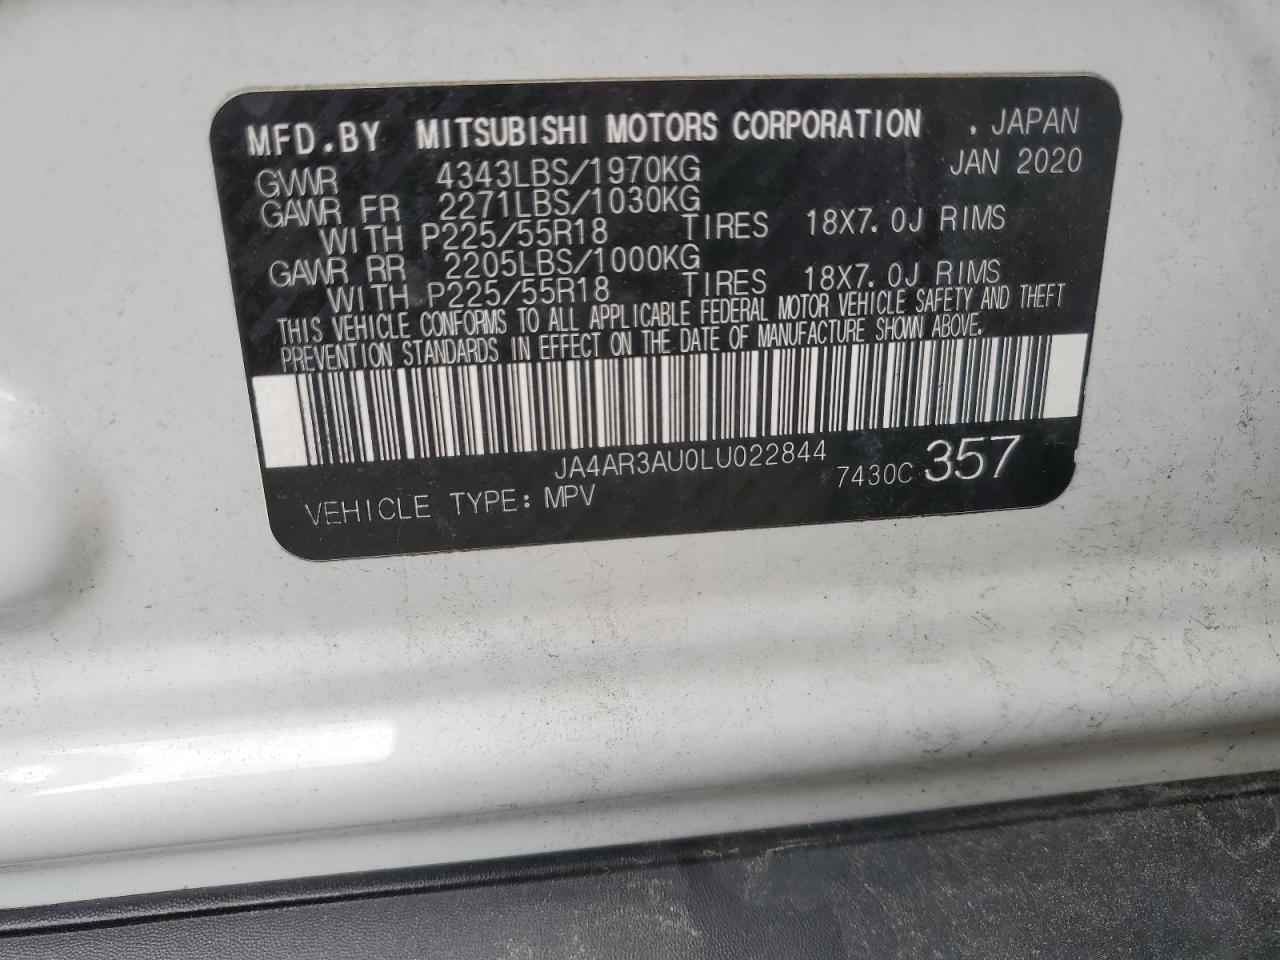 MFD.BY MITSUBISHI MOTORS CORPORATION . JAPAN
GVWR 4343LBS/1970KG JAN 2020
GAWR FR 2271LBS/1030KG
WITH P225/55R18 TIRES 18X7.0J RIMS
GAWR RR 2205LBS/1000KG
WITH P225/55R18 TIRES 18X7.0J RIMS
THIS VEHICLE CONFORMS TO ALL APPLICABLE FEDERAL MOTOR VEHICLE SAFETY AND THEFT
PREVENTION STANDARDS IN EFFECT ON THE DATE OF MANUFACTURE SHOWN ABOVE.
JA4AR3AU0LU022844
7430C 357
VEHICLE TYPE: MPV